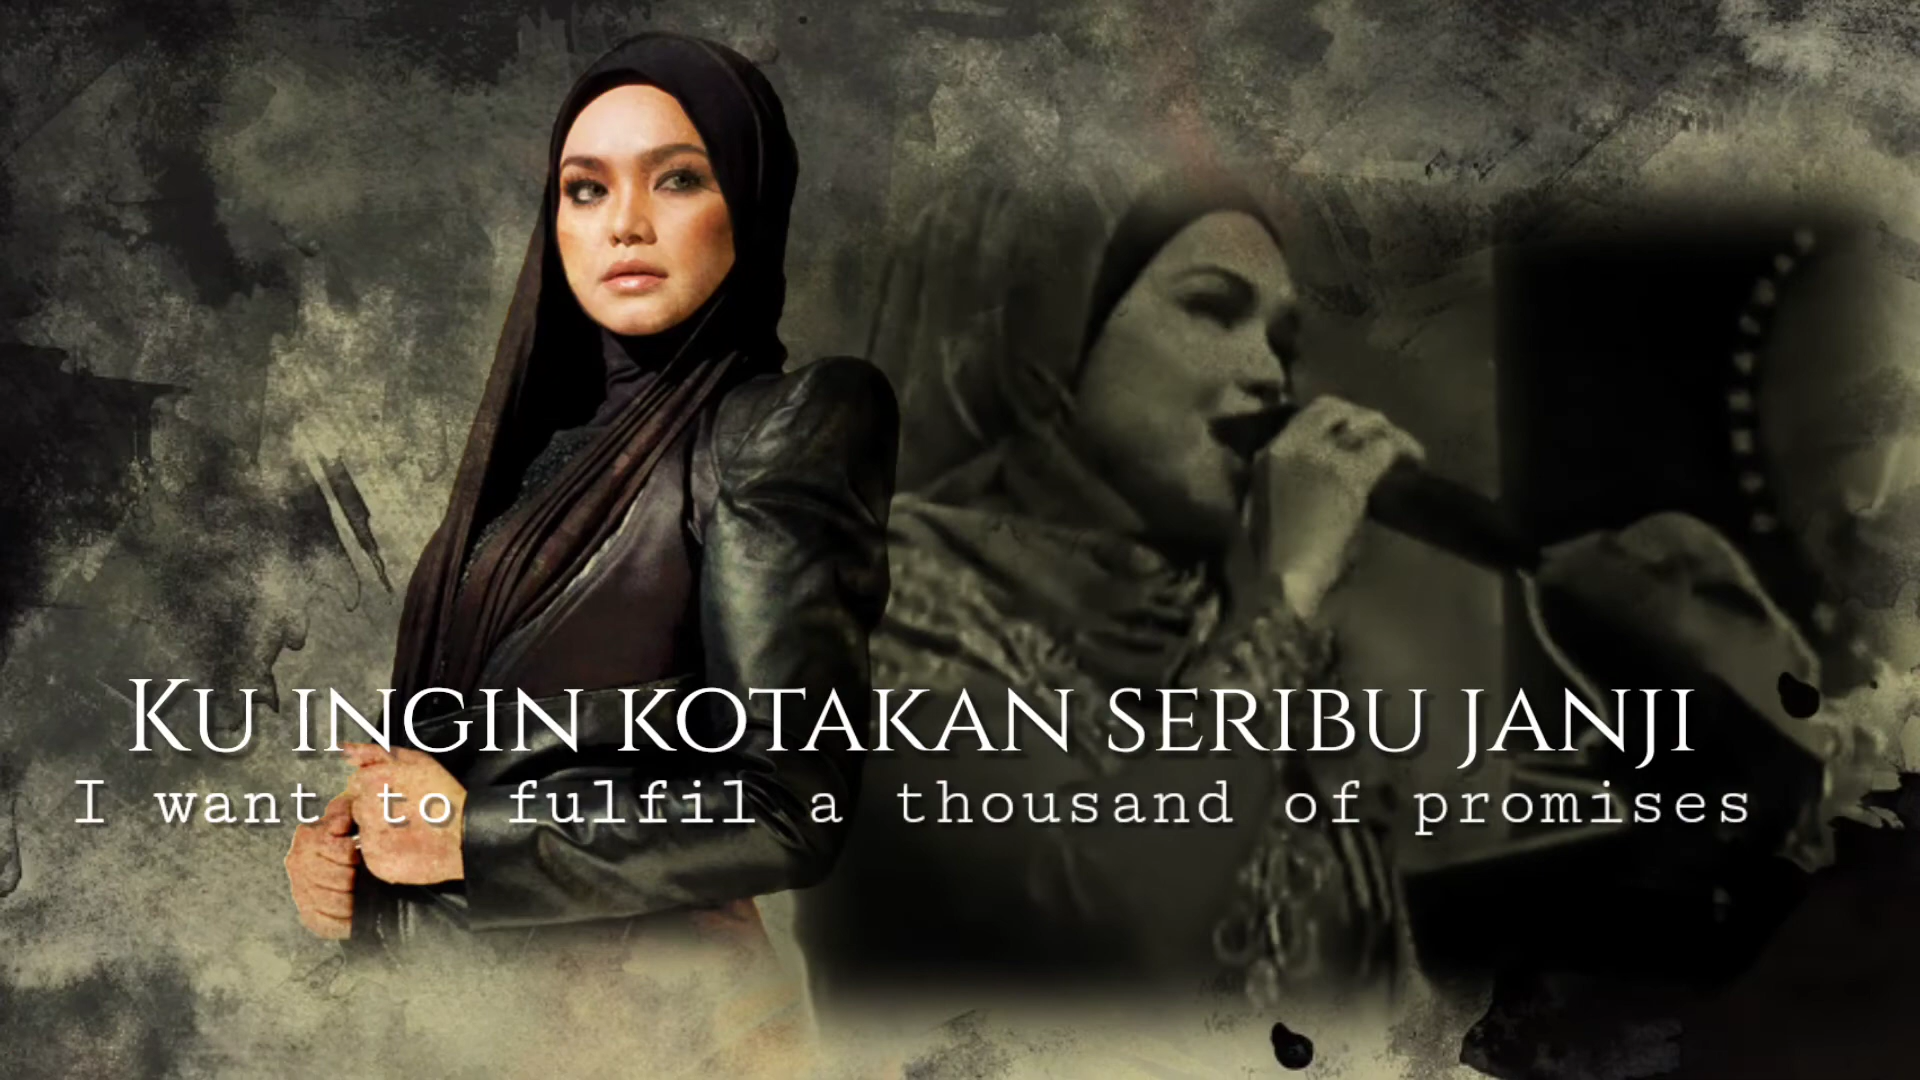 Ku ingin kotakan seribu janji
I want to fulfil a thousand of promises